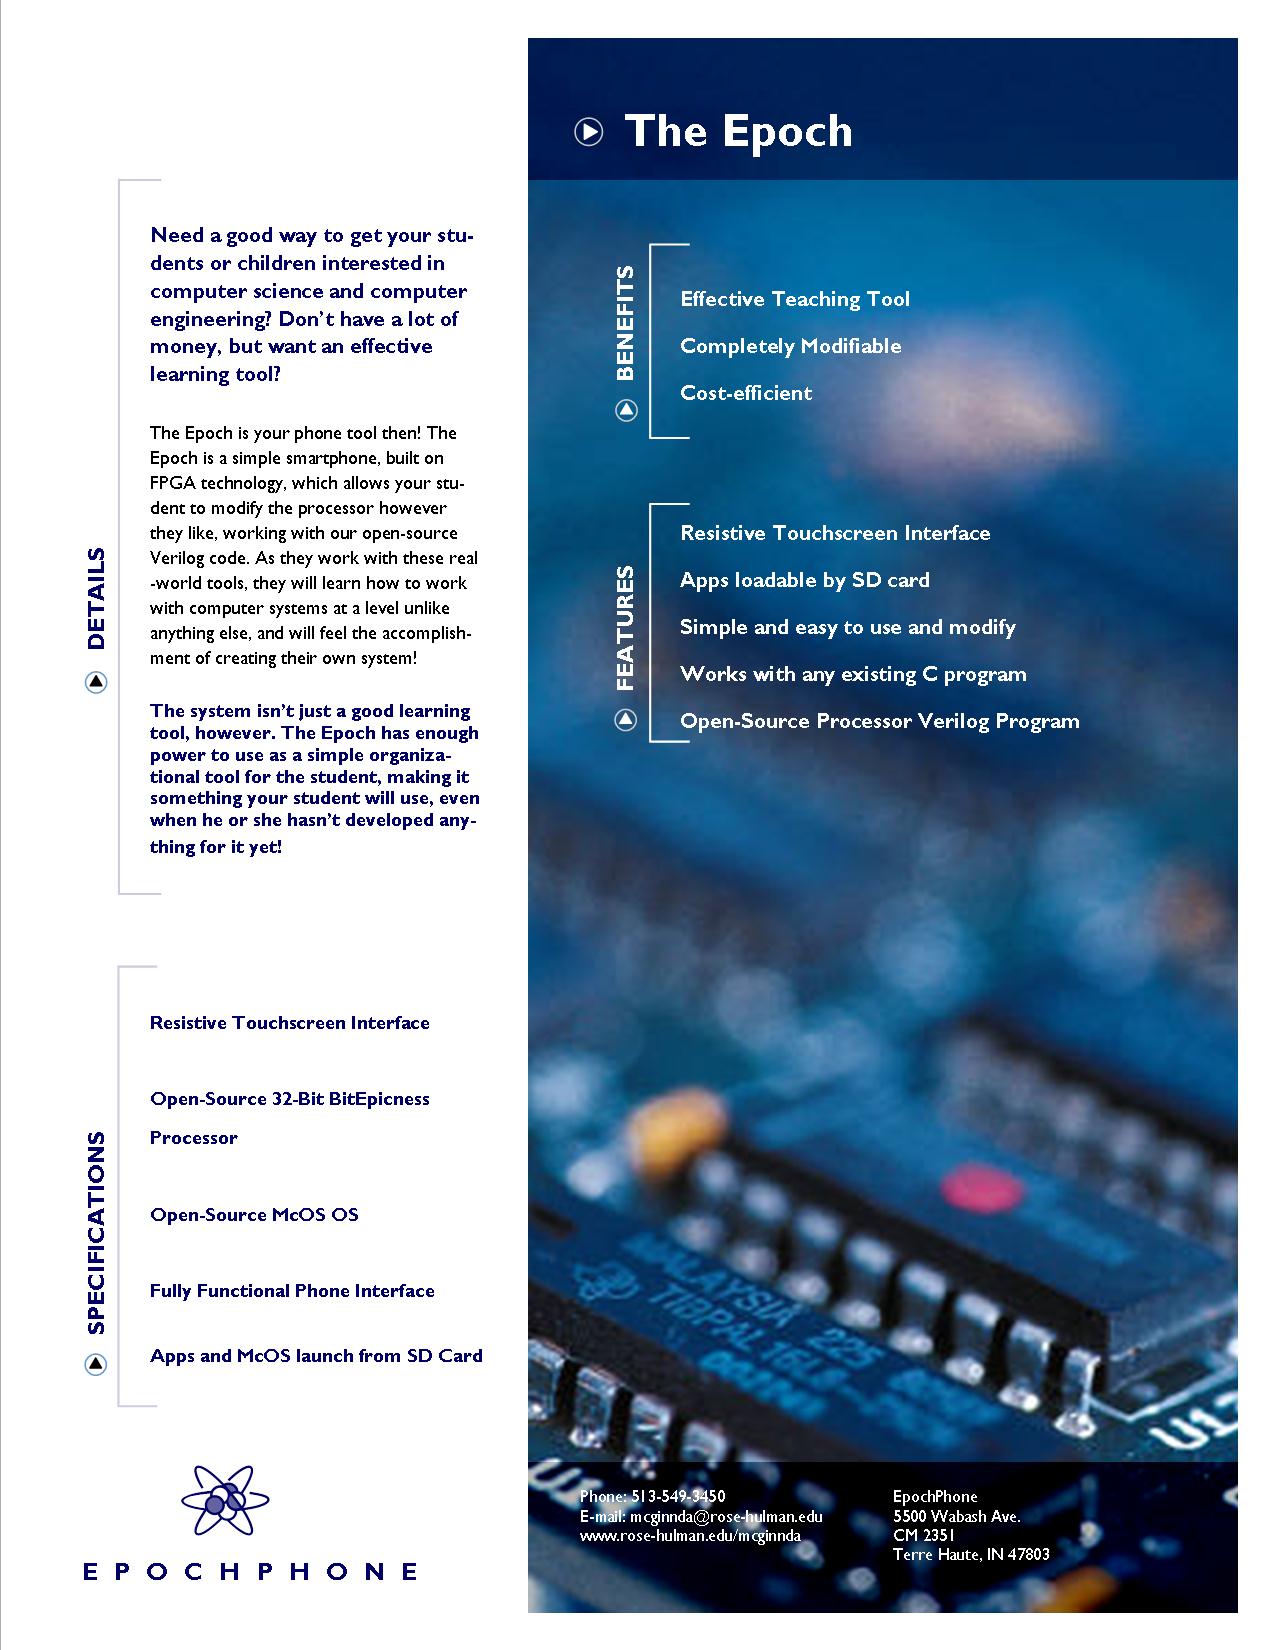 The Epoch
Need a good way to get your stu-
dents or children interested in
computer science and computer
engineering? Don't have a lot of
money, but want an effective
learning tool?
The Epoch is your phone tool then! The
Epoch is a simple smartphone, built on
FPGA technology, which allows your stu-
dent to modify the processor however
they like, working with our open-source
Verilog code. As they work with these real
-world tools, they will learn how to work
with computer systems at a level unlike
anything else, and will feel the accomplish-
ment of creating their own system!
The system isn't just a good learning
tool, however. The Epoch has enough
power to use as a simple organiza-
tional tool for the student, making it
something your student will use, even
when he or she hasn't developed any-
thing for it yet!
DETAILS
Resistive Touchscreen Interface
Open-Source 32-Bit BitEpicness
Processor
Open-Source McOS OS
Fully Functional Phone Interface
Apps and McOS launch from SD Card
SPECIFICATIONS
EPOCHPHONE
BENEFITS
Effective Teaching Tool
Completely Modifiable
Cost-efficient
FEATURES
Resistive Touchscreen Interface
Apps loadable by SD card
Simple and easy to use and modify
Works with any existing C program
Open-Source Processor Verilog Program
MALAYSIA 225
Phone: 513-549-3450
E-mail: mcginnda@rose-hulman.edu
www.rose-hulman.edu/mcginnda
EpochPhone
5500 Wabash Ave.
CM 2351
Terre Haute, IN 47803